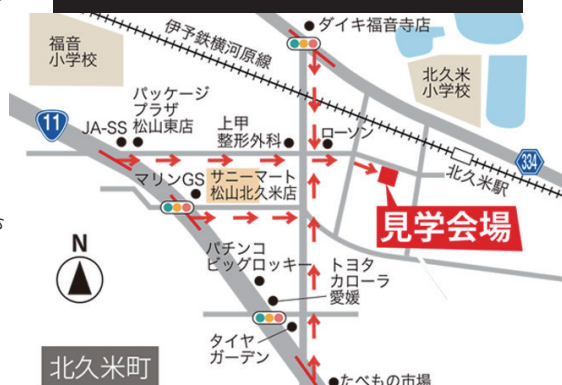 ダイキ福音寺店
伊予鉄横河原線
福音
小学校
北久米
小学校
パッケージ
プラザ
松山東店
11
JA-SS
上甲
整形外科
ローソン
334
北久米駅
マリンGS
サニーマート
松山北久米店
見学会場
N
パチンコ
ビッグロッキー
トヨタ
カローラ
愛媛
タイヤ
ガーデン
北久米町
たべもの市場